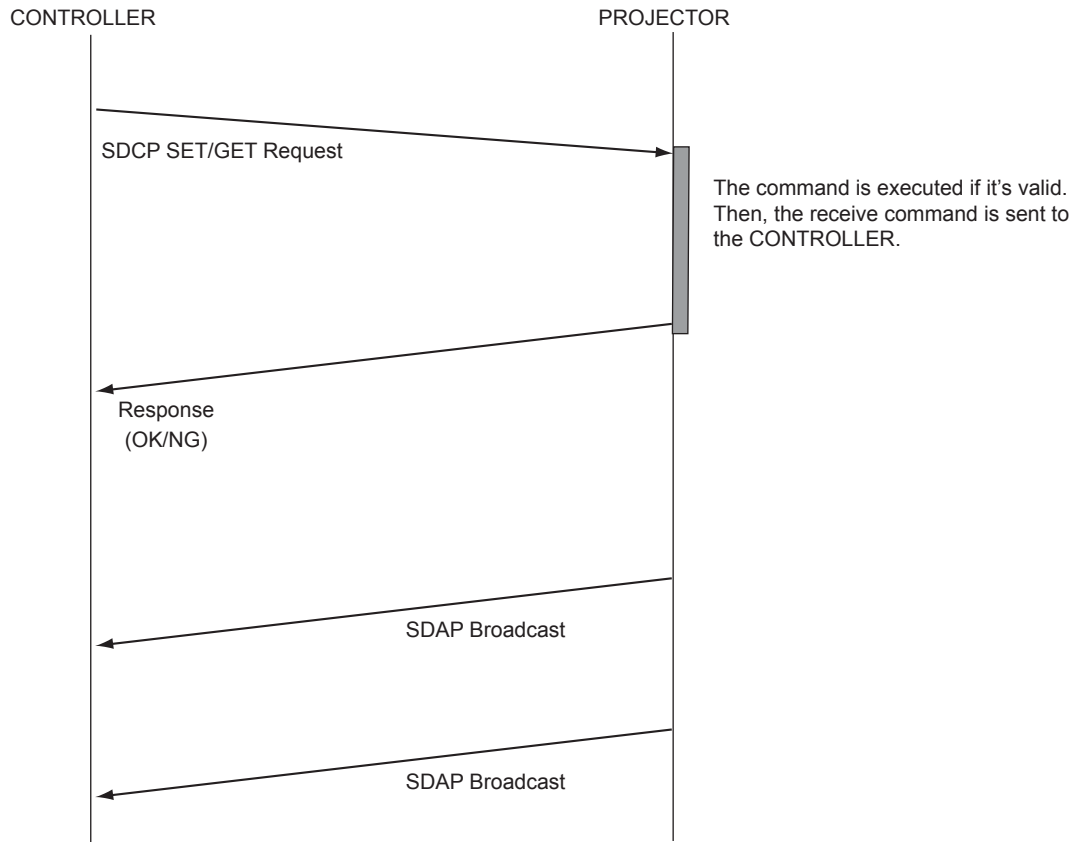 CONTROLLER
PROJECTOR
SDCP SET/GET Request
The command is executed if it's valid.
Then, the receive command is sent to
the CONTROLLER.
Response
(OK/NG)
SDAP Broadcast
SDAP Broadcast